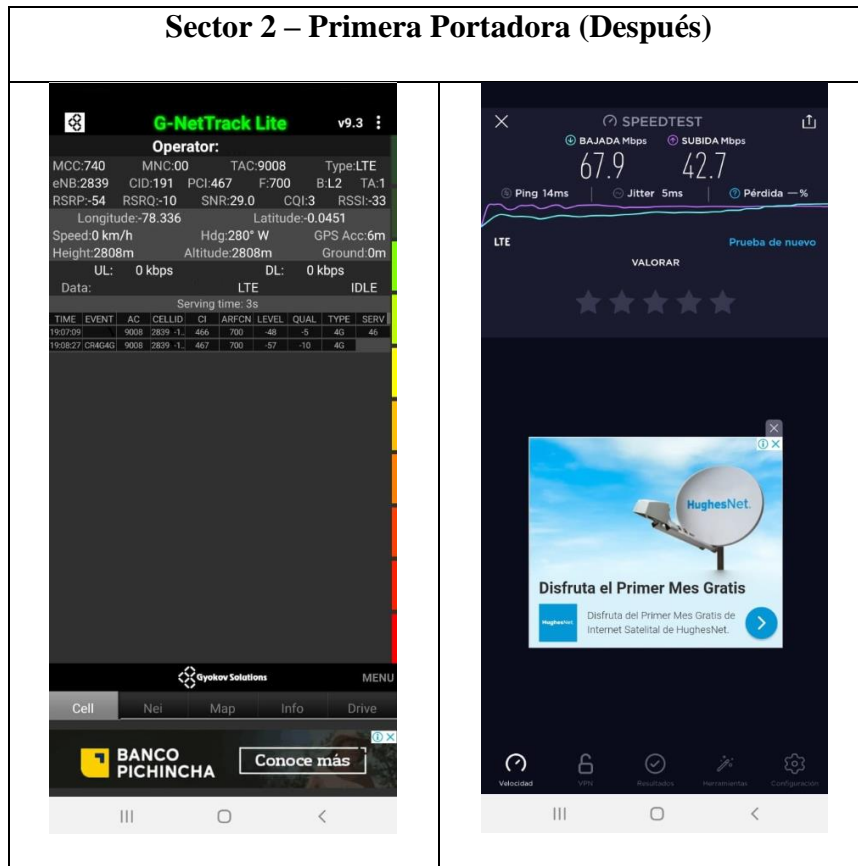 Sector 2 – Primera Portadora (Después)
G-NetTrack Lite v9.3
Operator:
MCC:740 MNC:00 TAC:9008 Type:LTE
eNB:2839 CID:191 PCI:467 F:700 B:L2 TA:1
RSRP:-54 RSRQ:-10 SNR:29.0 CQI:3 RSSI:-33
Longitude:-78.336 Latitude:-0.0451
Speed:0 km/h Hdg:280° W GPS Acc:6m
Height:2808m Altitude:2808m Ground:0m
UL: 0 kbps DL: 0 kbps
Data: LTE IDLE
Serving time: 3s
TIME EVENT AC CELLID CI ARFCN LEVEL QUAL TYPE SERV
19:07:09 9008 2839 -1.. 466 700 -48 -5 4G 46
19:08:27 CR4G4G 9008 2839 -1.. 467 700 -57 -10 4G
Gyokov Solutions MENU
Cell Nei Map Info Drive
BANCO
PICHINCHA
Conoce más
SPEEDTEST
BAJADA Mbps SUBIDA Mbps
67.9 42.7
Ping 14ms Jitter 5ms Pérdida — %
LTE Prueba de nuevo
VALORAR
HughesNet.
Disfruta el Primer Mes Gratis
HughesNet.
Disfruta del Primer Mes Gratis de
Internet Satelital de HughesNet.
Velocidad VPN Resultados Herramientas Configuración